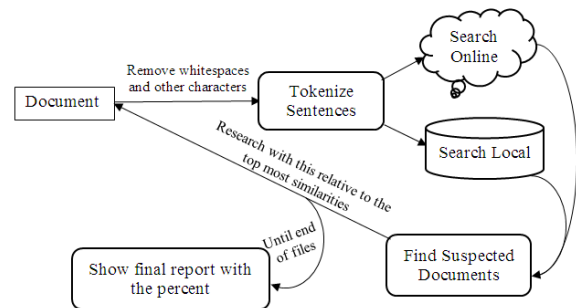 Search
Online
Remove whitespaces
and other characters
Document
Tokenize
Sentences
Search Local
Research with this relative to the
top most similarities
Until end
of files
Find Suspected
Documents
Show final report with
the percent